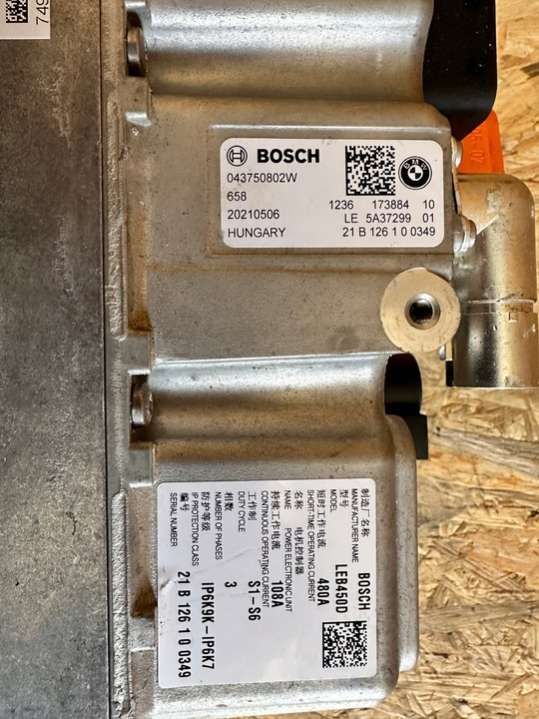 749
BOSCH
043750802W
658
20210506
HUNGARY
1236 173884 10
LE 5A37299 01
21 B 126 1 0 0349
制造厂名称 BOSCH
MANUFACTURER NAME
型号 LEB450D
MODEL
短时工作电流 480A
SHORT-TIME OPERATING CURRENT
名称 电机控制器
NAME POWER ELECTRONIC UNIT
持续工作电流 108A
CONTINUOUS OPERATING CURRENT
工作制 S1-S6
DUTY CYCLE
相数 3
NUMBER OF PHASES
防护等级 IP6K9K-IP6K7
IP PROTECTION CLASS
编号 21 B 126 1 0 0349
SERIAL NUMBER